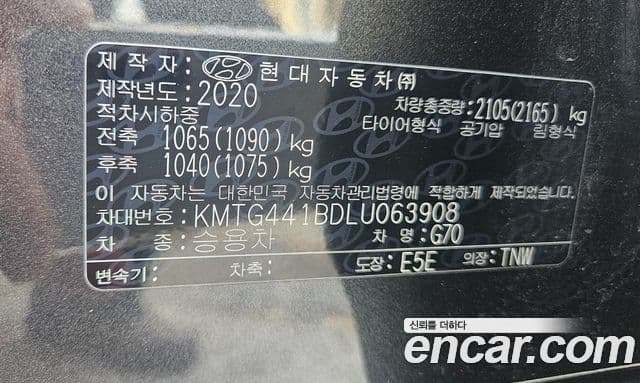 제 작 자 : 현대자동차㈜
제작년도 : 2020
적차시하중 차량총중량: 2105(2165) kg
전축 1065(1090) kg 타이어형식 공기압 림형식
후축 1040(1075) kg
이 자동차는 대한민국 자동차관리법령에 적합하게 제작되었습니다.
차대번호 : KMTG441BDLU063908
차 종 : 승용차 차 명 : G70
변속기 : 차축 : 도장 : E5E 의장 : TNW
신뢰를 더하다
encar.com